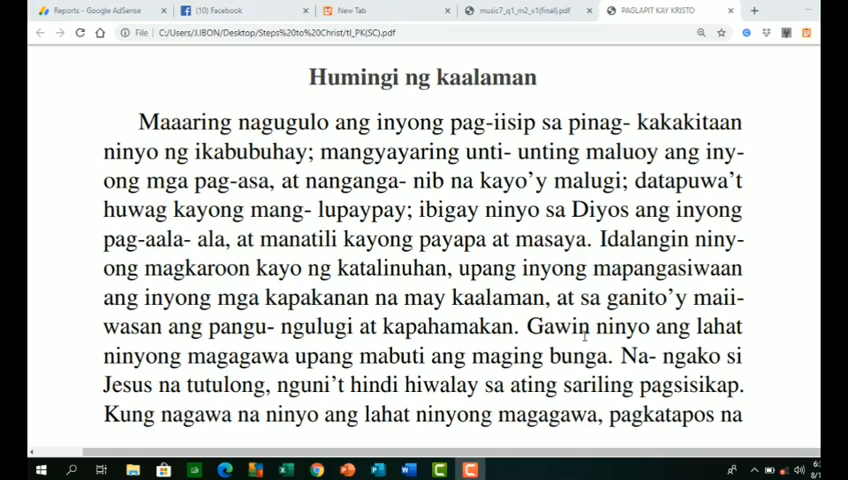 Reports - Google AdSense
(10) Facebook
New Tab
music7_q1_m2_v1(final).pdf
PAGLAPIT KAY KRISTO
File
C:/Users/J.IBON/Desktop/Steps%20to%20Christ/tl_PK(SC).pdf
Humingi ng kaalaman
Maaaring nagugulo ang inyong pag-iisip sa pinag- kakakitaan
ninyo ng ikabubuhay; mangyayaring unti- unting maluoy ang iny-
ong mga pag-asa, at nanganga- nib na kayo’y malugi; datapuwa’t
huwag kayong mang- lupaypay; ibigay ninyo sa Diyos ang inyong
pag-aala- ala, at manatili kayong payapa at masaya. Idalangin niny-
ong magkaroon kayo ng katalinuhan, upang inyong mapangasiwaan
ang inyong mga kapakanan na may kaalaman, at sa ganito’y maii-
wasan ang pangu- ngulugi at kapahamakan. Gawin ninyo ang lahat
ninyong magagawa upang mabuti ang maging bunga. Na- ngako si
Jesus na tutulong, nguni’t hindi hiwalay sa ating sariling pagsisikap.
Kung nagawa na ninyo ang lahat ninyong magagawa, pagkatapos na